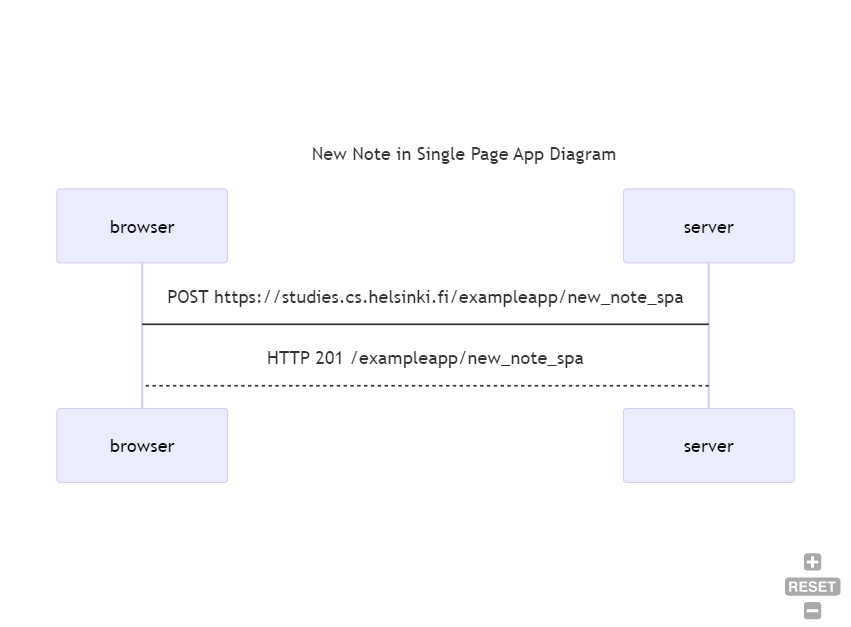 New Note in Single Page App Diagram
browser
server
POST https://studies.cs.helsinki.fi/exampleapp/new_note_spa
HTTP 201 /exampleapp/new_note_spa
browser
server
RESET